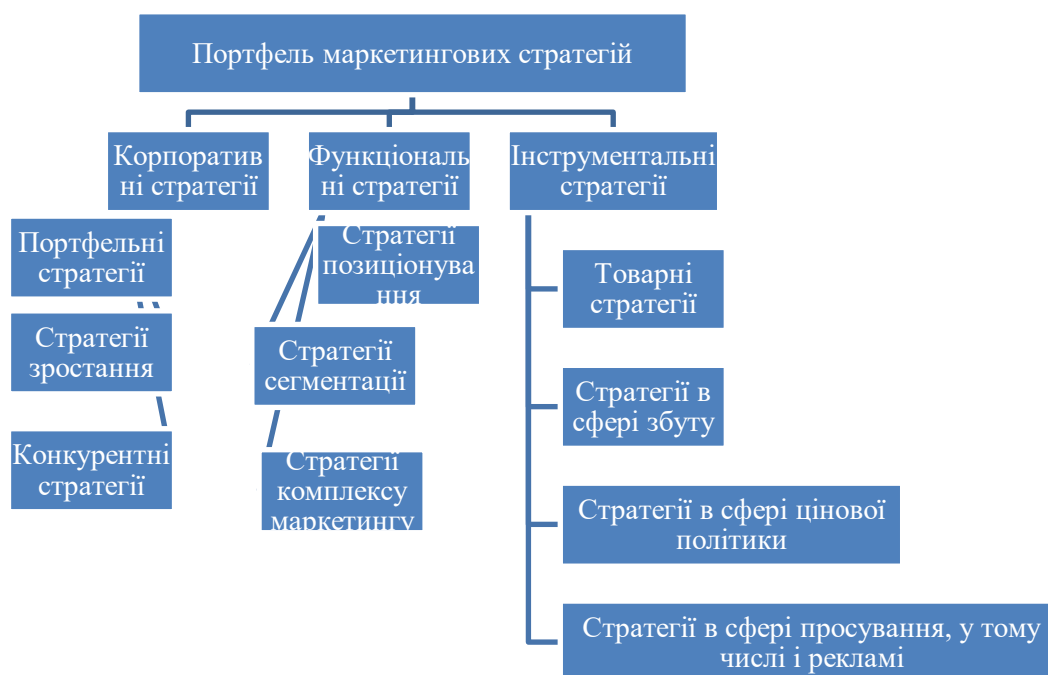 Портфель маркетингових стратегій
Корпоратив
ні стратегії
Функціональ
ні стратегії
Інструментальні
стратегії
Портфельні
стратегії
Стратегії
зростання
Конкурентні
стратегії
Стратегії
позиціонува
ння
Стратегії
сегментації
Стратегії
комплексу
маркетингу
Товарні
стратегії
Стратегії в
сфері збуту
Стратегії в сфері цінової
політики
Стратегії в сфері просування, у тому
числі і рекламі